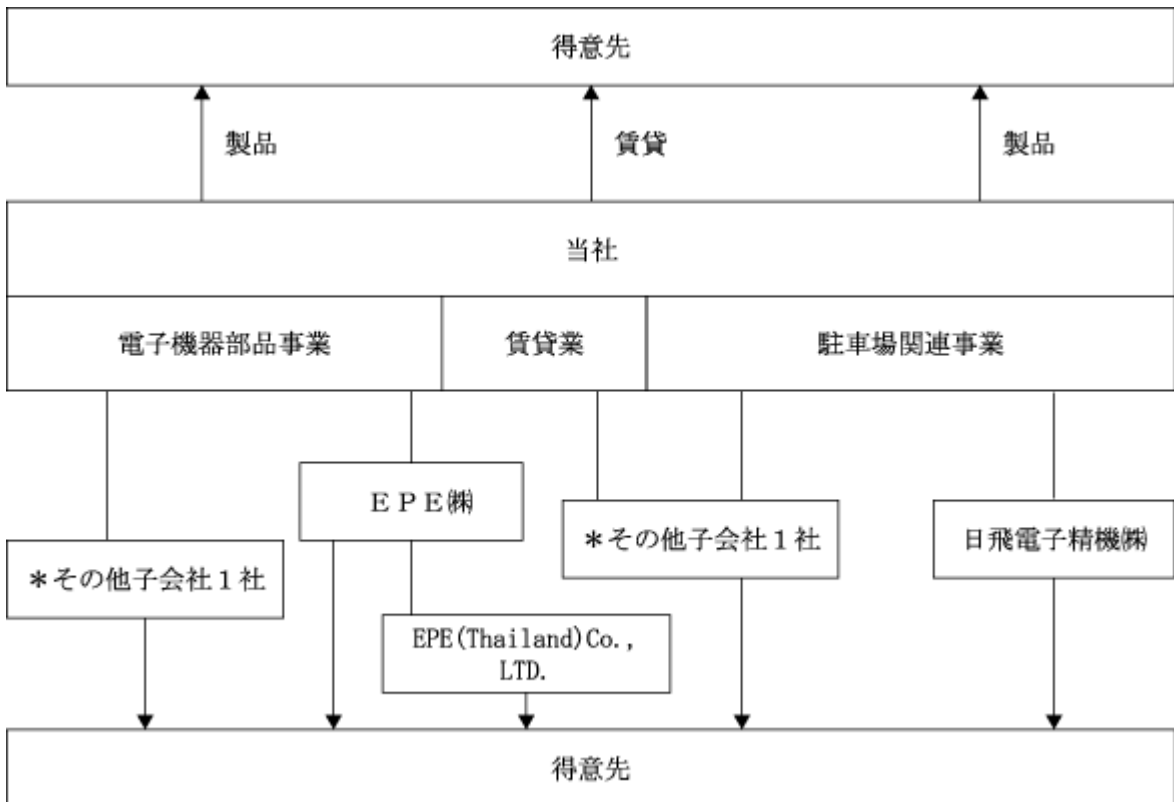 得意先
製品
賃貸
製品
当社
電子機器部品事業
賃貸業
駐車場関連事業
ＥＰＥ㈱
＊その他子会社１社
日飛電子精機㈱
＊その他子会社１社
EPE(Thailand)Co.,
LTD.
得意先